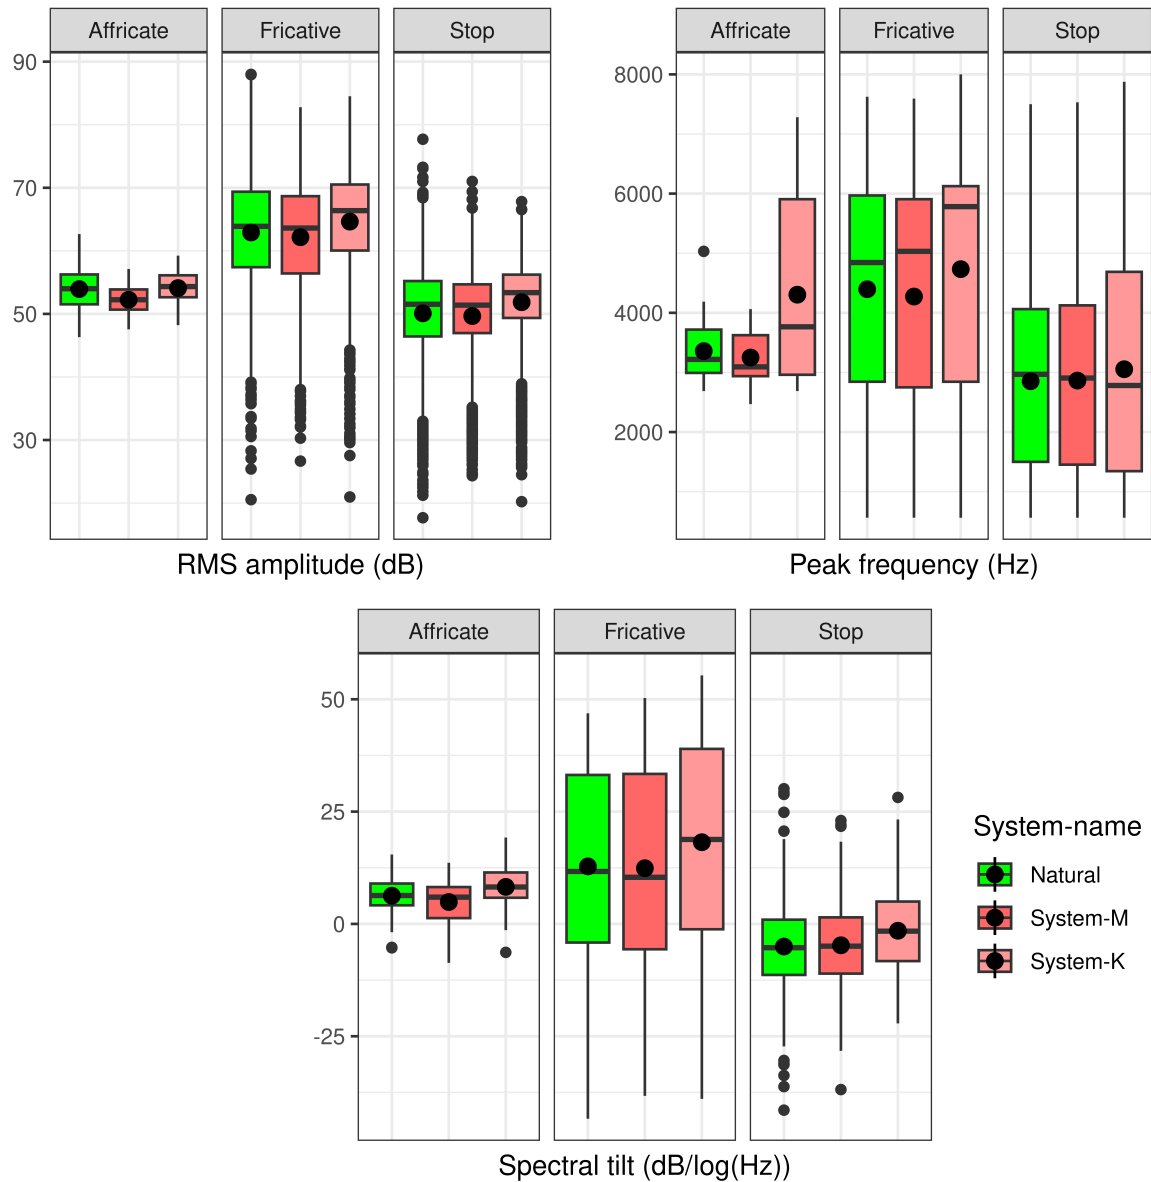 Affricate Fricative Stop
90
70
50
30
RMS amplitude (dB)
Affricate Fricative Stop
8000
6000
4000
2000
Peak frequency (Hz)
Affricate Fricative Stop
50
25
0
-25
Spectral tilt (dB/log(Hz))
System-name
Natural
System-M
System-K